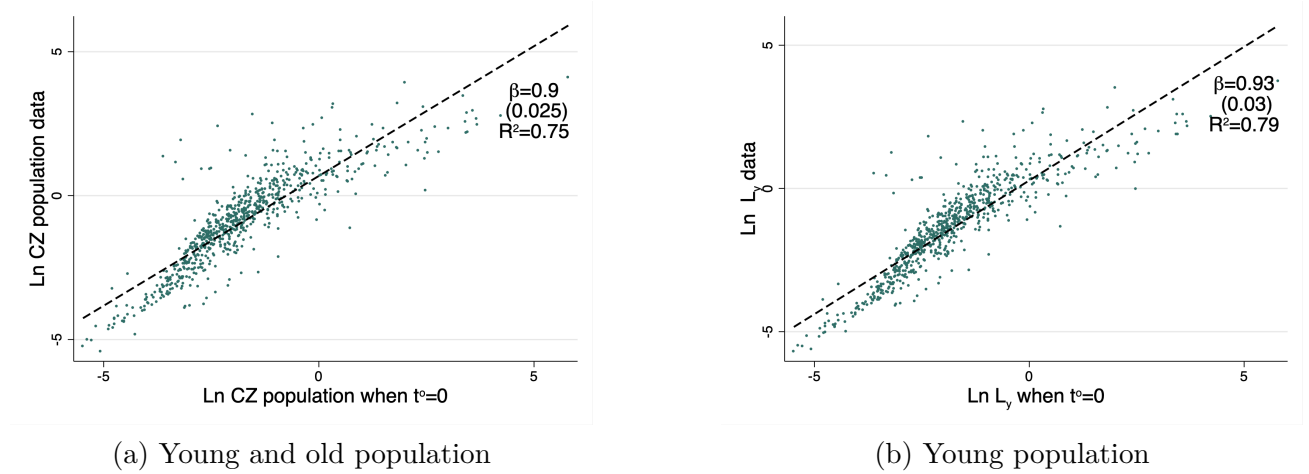 Ln CZ population data
5
0
-5
β=0.9
(0.025)
R²=0.75
-5 0 5
Ln CZ population when tᵒ=0
(a) Young and old population
Ln L_y data
5
0
-5
β=0.93
(0.03)
R²=0.79
-5 0 5
Ln L_y when tᵒ=0
(b) Young population